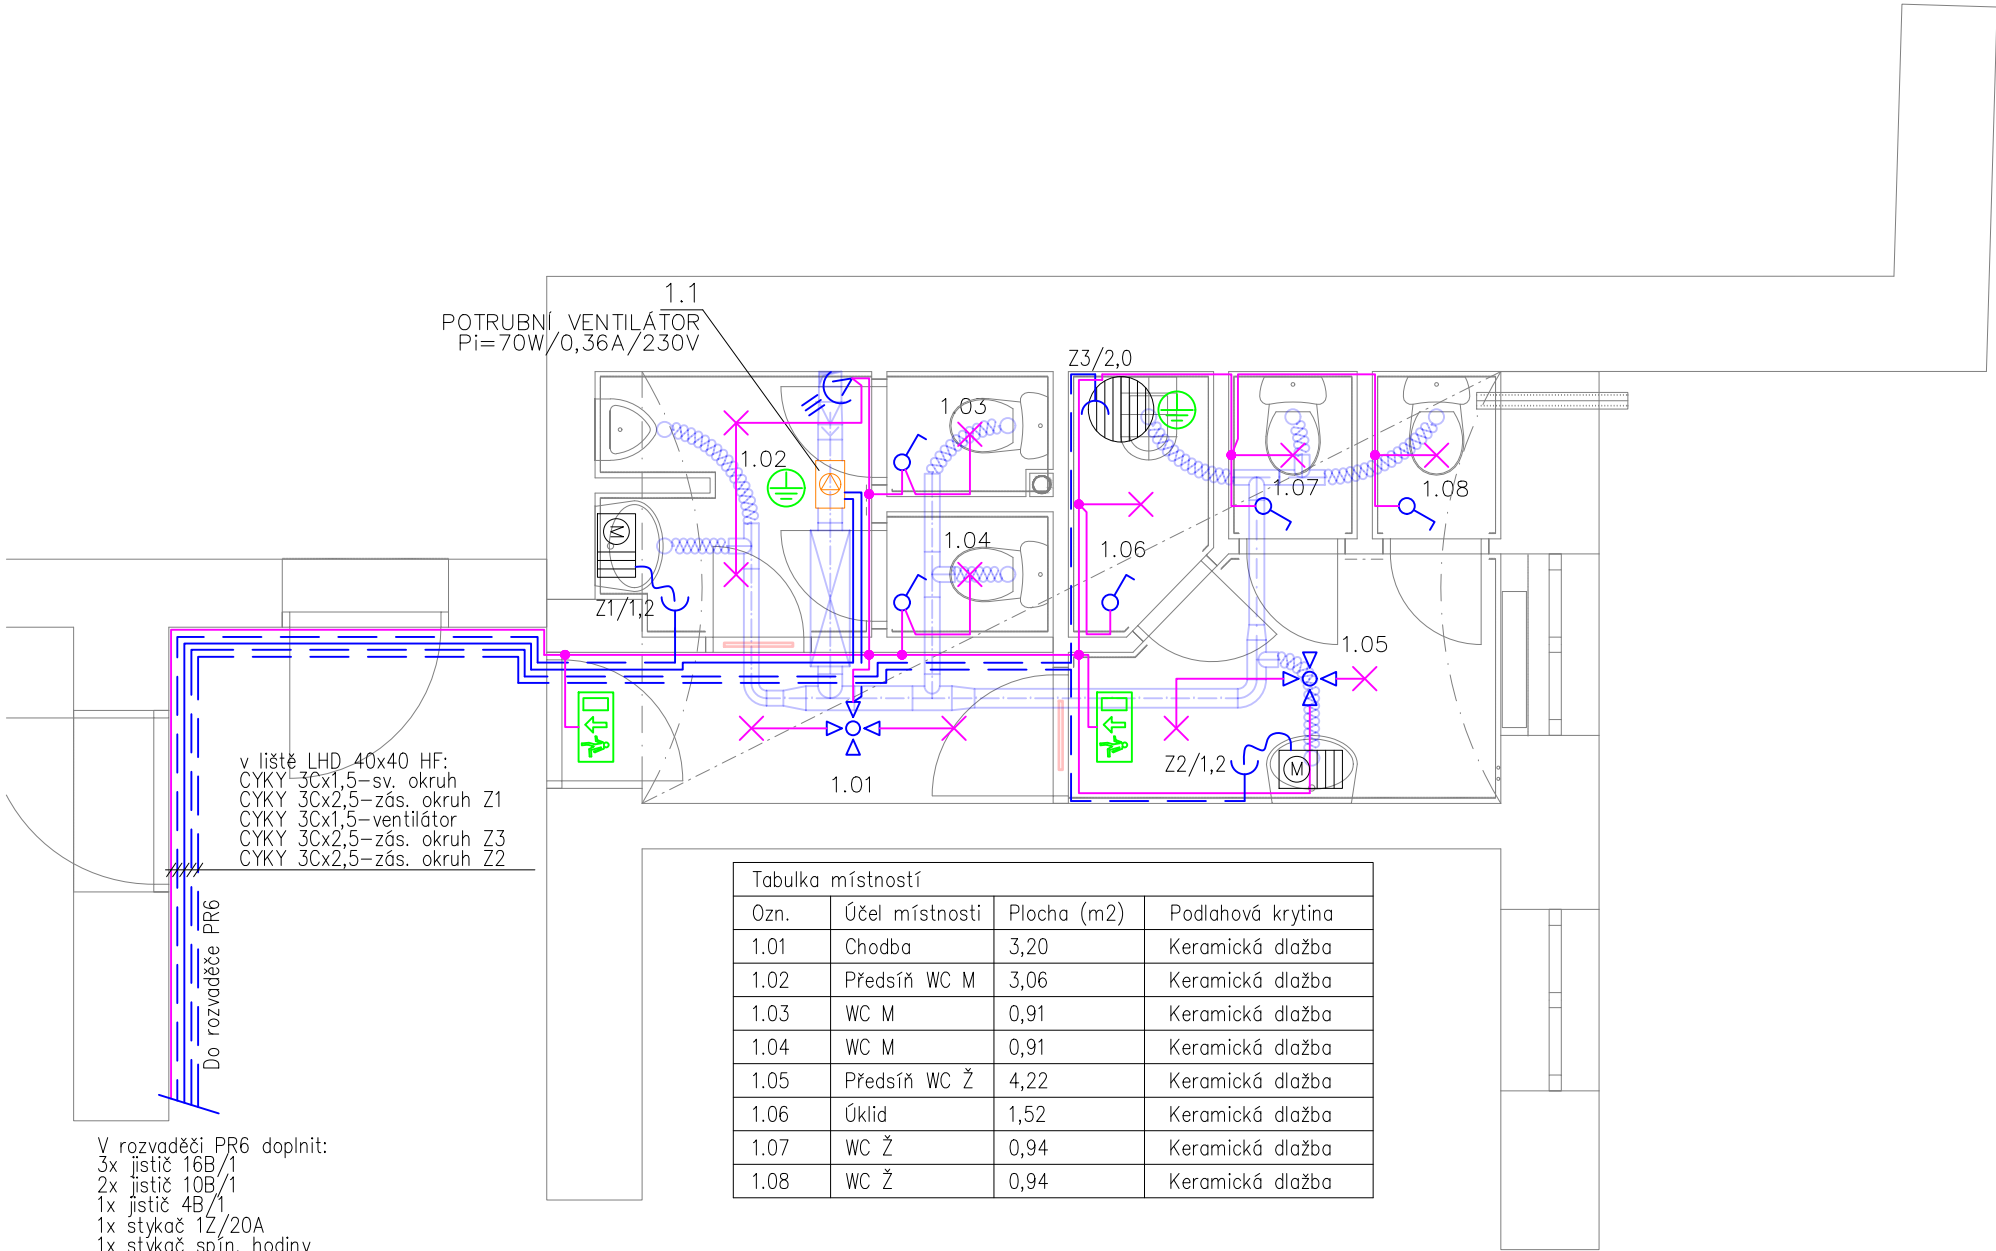 1.1
POTRUBNÍ VENTILÁTOR
Pi=70W/0,36A/230V
Z3/2,0
1.03
1.02
1.07
1.08
1.04
1.06
M
Z1/1,2
1.05
Z2/1,2
M
1.01
v liště LHD 40x40 HF:
CYKY 3Cx1,5-sv. okruh
CYKY 3Cx2,5-zás. okruh Z1
CYKY 3Cx1,5-ventilátor
CYKY 3Cx2,5-zás. okruh Z3
CYKY 3Cx2,5-zás. okruh Z2
Do rozvaděče PR6
Tabulka místností
Ozn. Účel místnosti Plocha (m2) Podlahová krytina
1.01 Chodba 3,20 Keramická dlažba
1.02 Předsíň WC M 3,06 Keramická dlažba
1.03 WC M 0,91 Keramická dlažba
1.04 WC M 0,91 Keramická dlažba
1.05 Předsíň WC Ž 4,22 Keramická dlažba
1.06 Úklid 1,52 Keramická dlažba
1.07 WC Ž 0,94 Keramická dlažba
1.08 WC Ž 0,94 Keramická dlažba
V rozvaděči PR6 doplnit:
3x jistič 16B/1
2x jistič 10B/1
1x jistič 4B/1
1x stykač 1Z/20A
1x stykač spín. hodiny